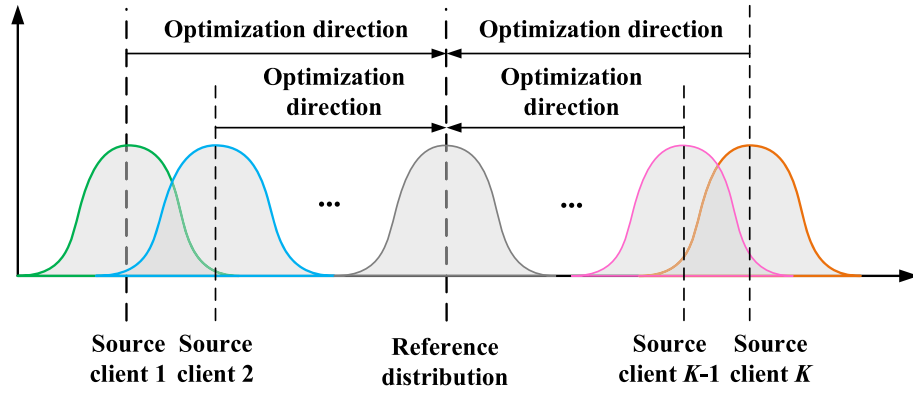 Optimization direction
Optimization direction
Optimization
direction
Optimization
direction
...
...
Source
client 1
Source
client 2
Reference
distribution
Source
client K-1
Source
client K